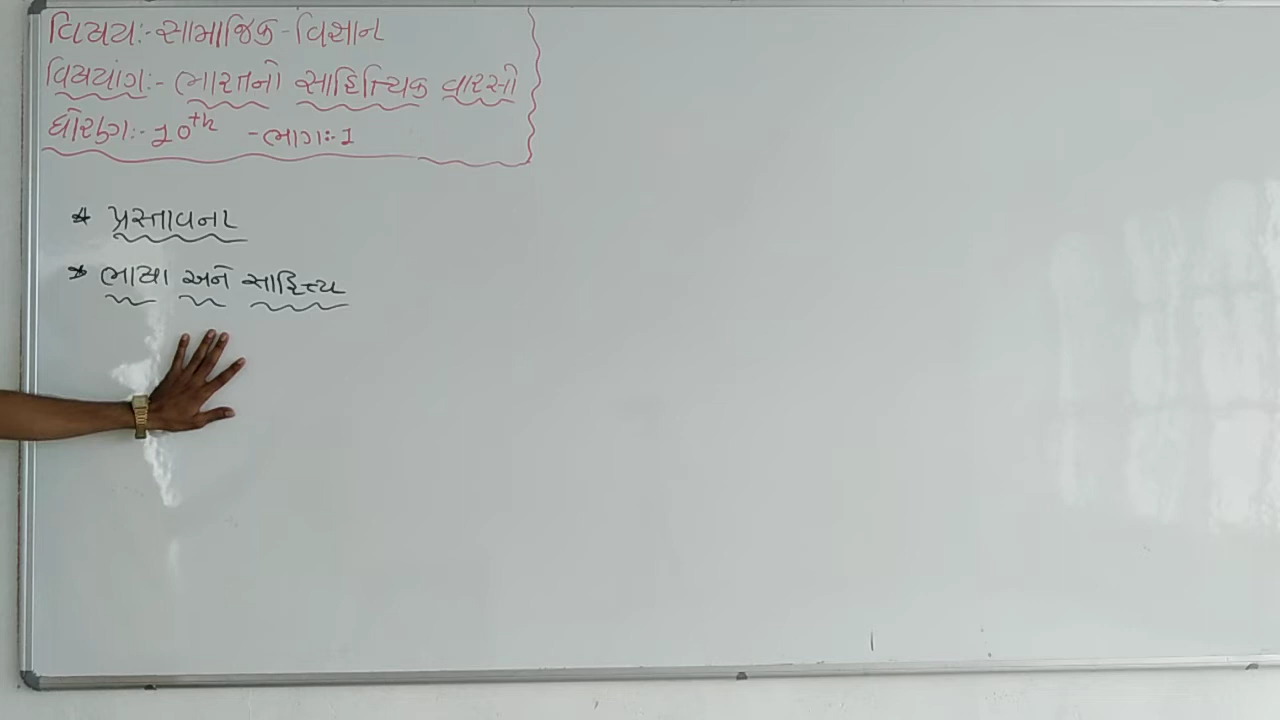 વિષય:-સામાજિક-વિજ્ઞાન
વિષયાંગ:- ભારતનો સાહિત્યિક વારસો
ધોરણ:-10th -ભાગ:-1
* પ્રસ્તાવના
* ભાષા અને સાહિત્ય